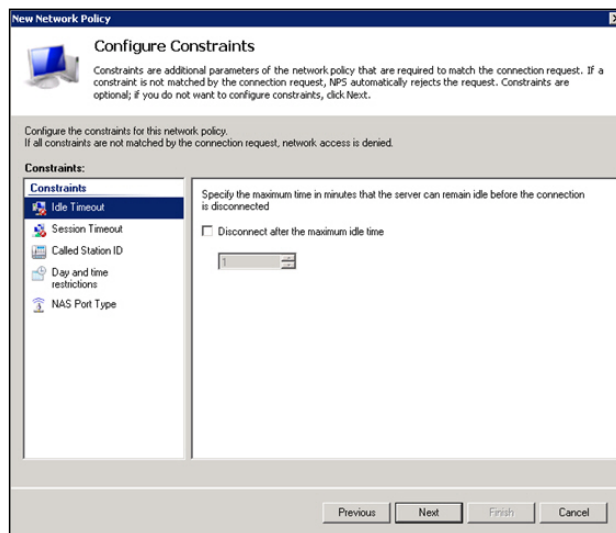 New Network Policy
Configure Constraints
Constraints are additional parameters of the network policy that are required to match the connection request. If a
constraint is not matched by the connection request, NPS automatically rejects the request. Constraints are
optional; if you do not want to configure constraints, click Next.
Configure the constraints for this network policy.
If all constraints are not matched by the connection request, network access is denied.
Constraints:
Constraints
Idle Timeout
Session Timeout
Called Station ID
Day and time
restrictions
NAS Port Type
Specify the maximum time in minutes that the server can remain idle before the connection
is disconnected
Disconnect after the maximum idle time
1
Previous
Next
Finish
Cancel